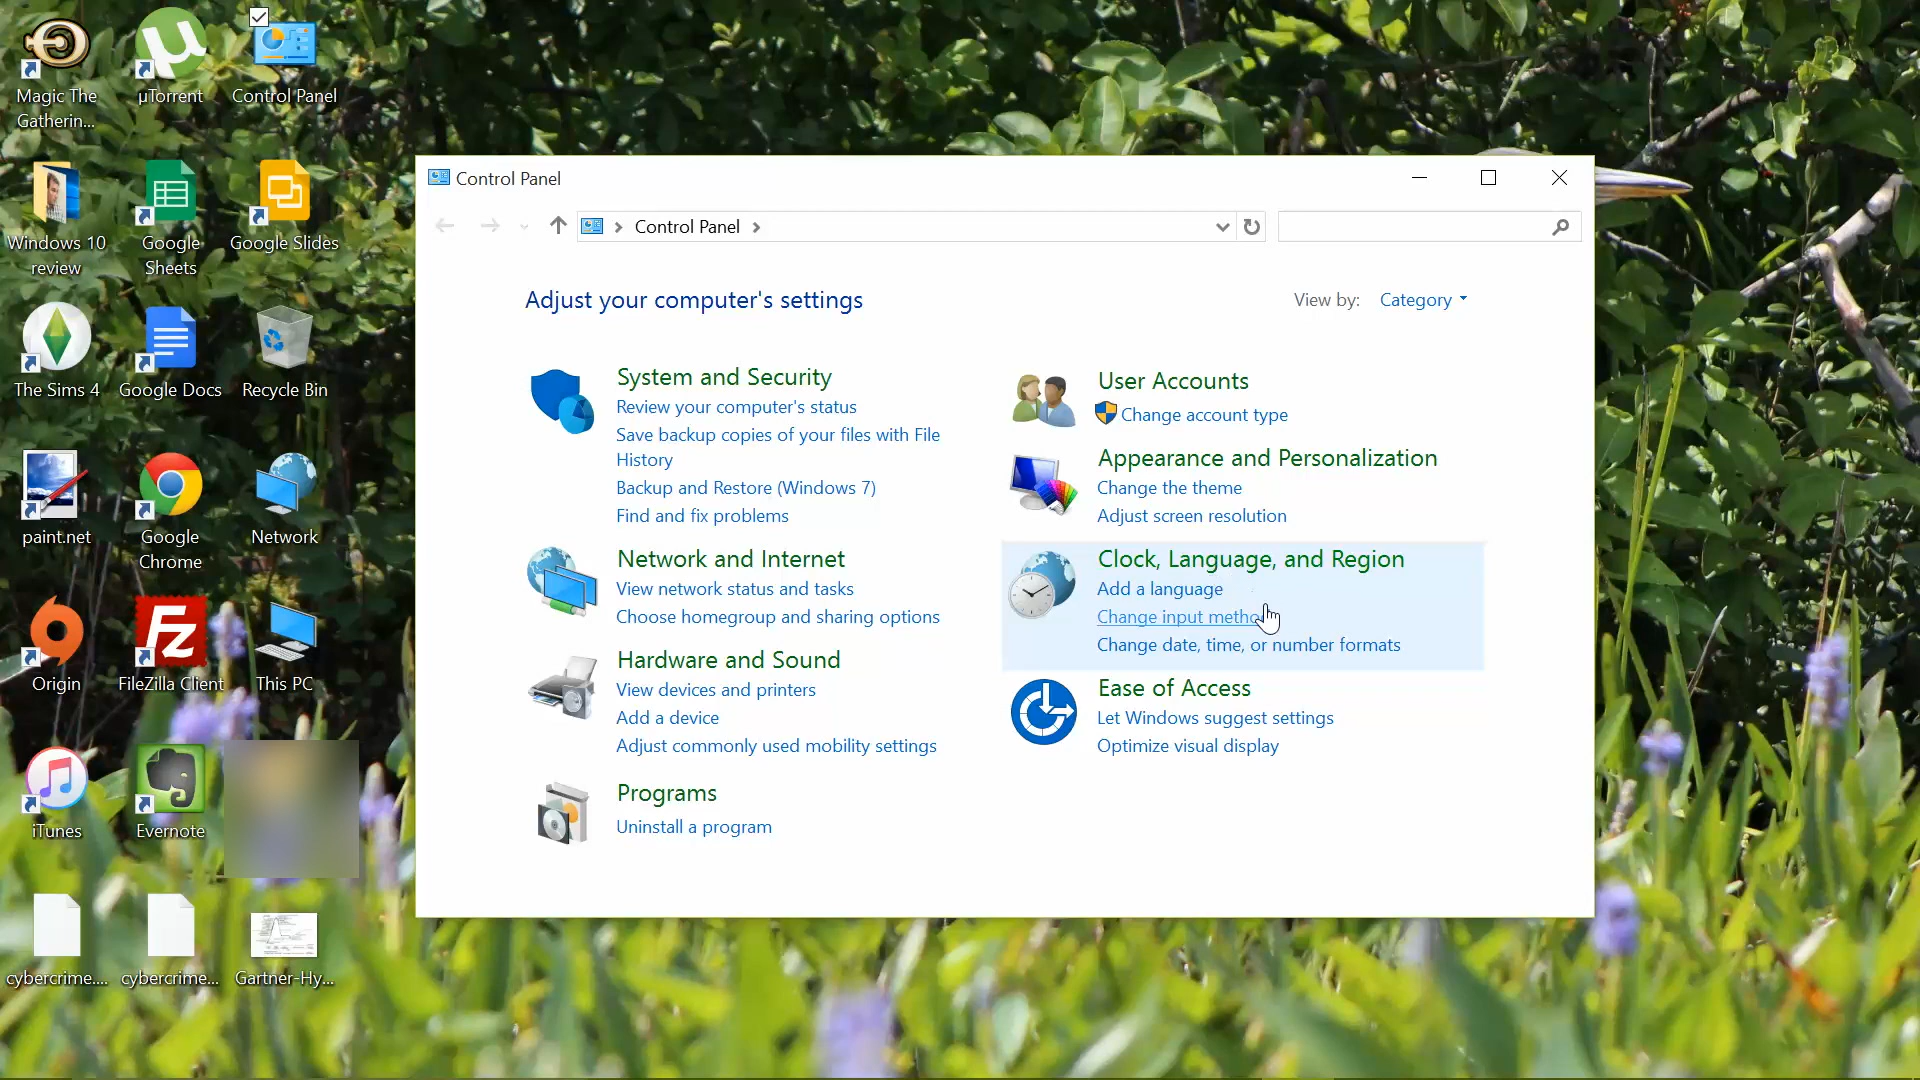 Magic The
Gatherin...
µTorrent
Control Panel
Windows 10
review
Google
Sheets
Google Slides
The Sims 4
Google Docs
Recycle Bin
paint.net
Google
Chrome
Network
Origin
FileZilla Client
This PC
iTunes
Evernote
cybercrime....
cybercrime...
Gartner-Hy...
Control Panel
Control Panel
Adjust your computer's settings
View by: Category
System and Security
Review your computer's status
Save backup copies of your files with File
History
Backup and Restore (Windows 7)
Find and fix problems
Network and Internet
View network status and tasks
Choose homegroup and sharing options
Hardware and Sound
View devices and printers
Add a device
Adjust commonly used mobility settings
Programs
Uninstall a program
User Accounts
Change account type
Appearance and Personalization
Change the theme
Adjust screen resolution
Clock, Language, and Region
Add a language
Change input metho
Change date, time, or number formats
Ease of Access
Let Windows suggest settings
Optimize visual display